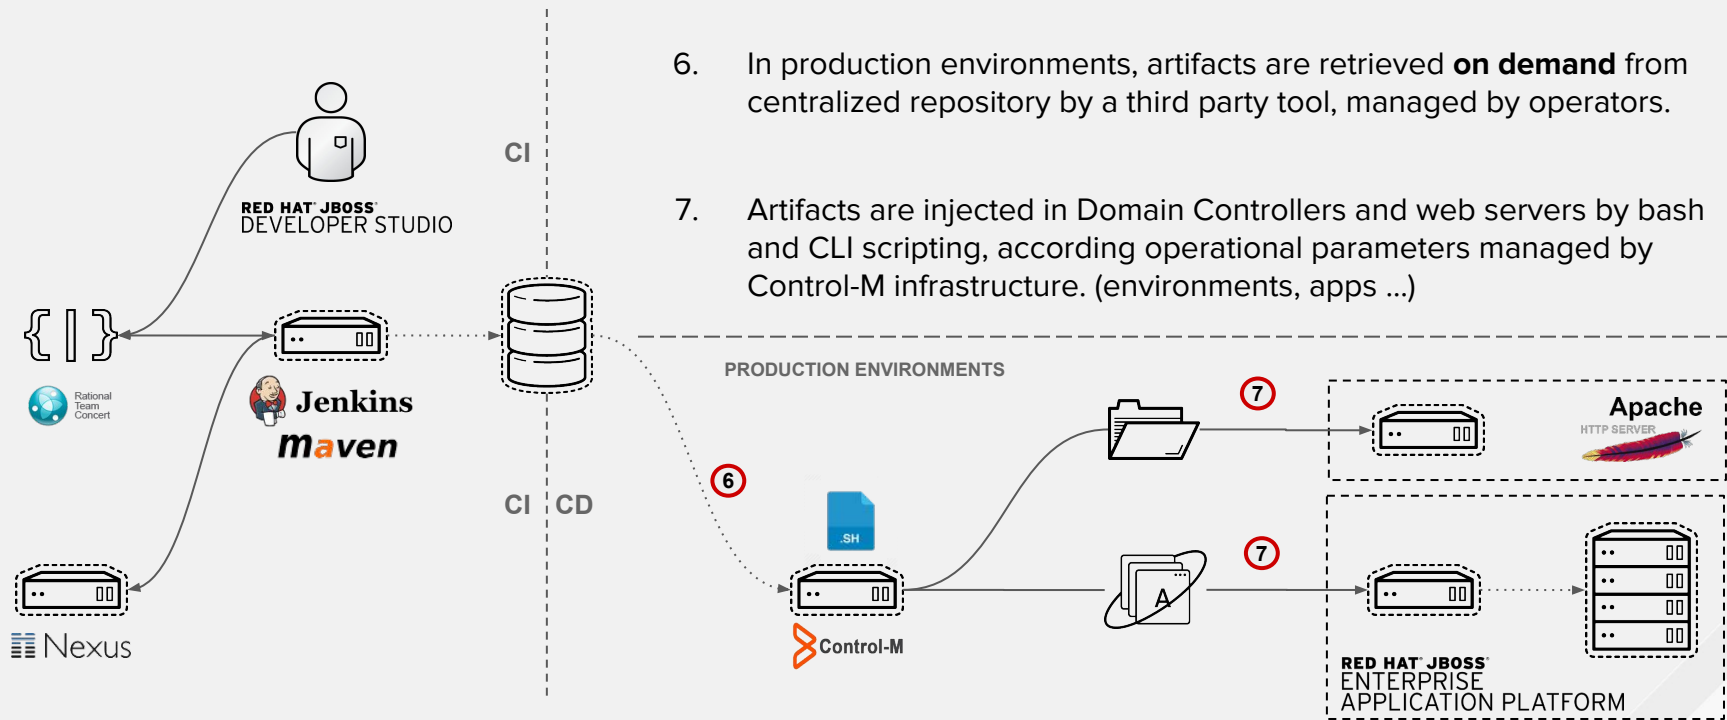 6. In production environments, artifacts are retrieved on demand from
centralized repository by a third party tool, managed by operators.
7. Artifacts are injected in Domain Controllers and web servers by bash
and CLI scripting, according operational parameters managed by
Control-M infrastructure. (environments, apps ...)
CI
RED HAT® JBOSS®
DEVELOPER STUDIO
{|}
Rational
Team
Concert
Jenkins
maven
CI
CD
Nexus
PRODUCTION ENVIRONMENTS
6
.SH
Control-M
7
Apache
HTTP SERVER
7
A
RED HAT® JBOSS®
ENTERPRISE
APPLICATION PLATFORM